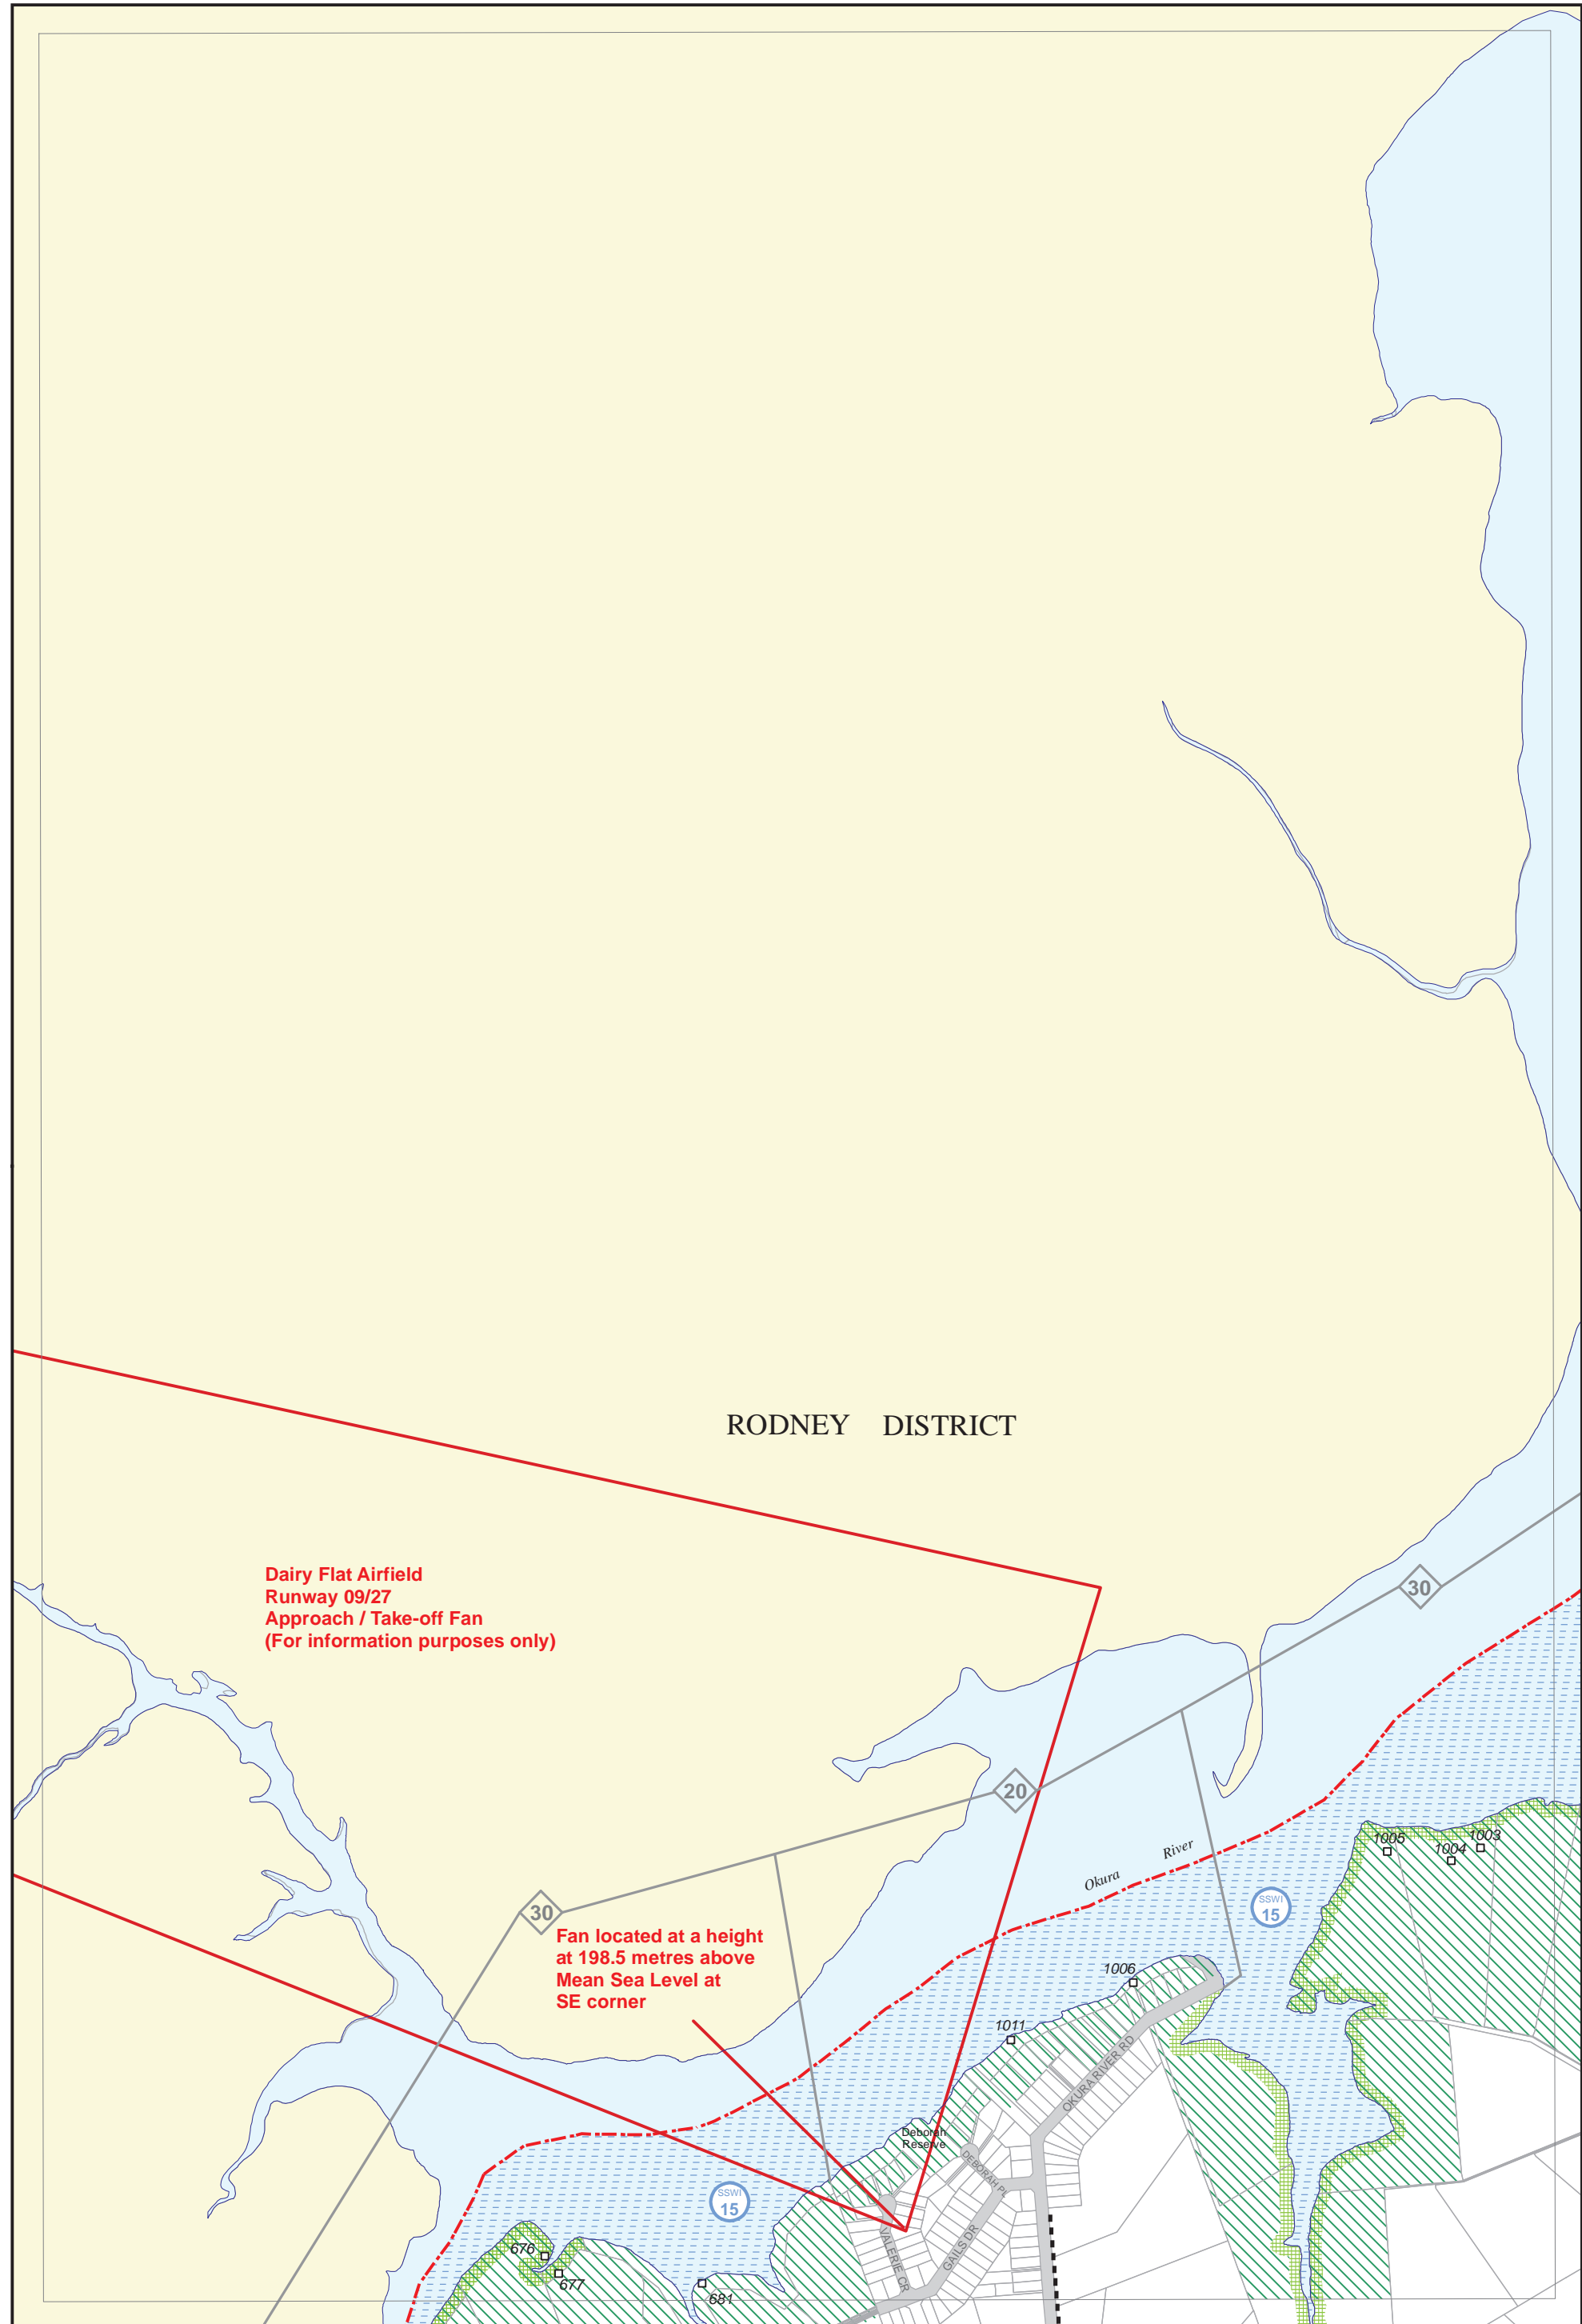 RODNEY DISTRICT
Dairy Flat Airfield
Runway 09/27
Approach / Take-off Fan
(For information purposes only)
30
20
30
Fan located at a height
at 198.5 metres above
Mean Sea Level at
SE corner
Okura River
1005
1004
1003
SSWI
15
1006
1011
OKURA RIVER RD
Deborah
Reserve
DEBORAH PL
GAILS DR
VALERIE CR
SSWI
15
676
677
681